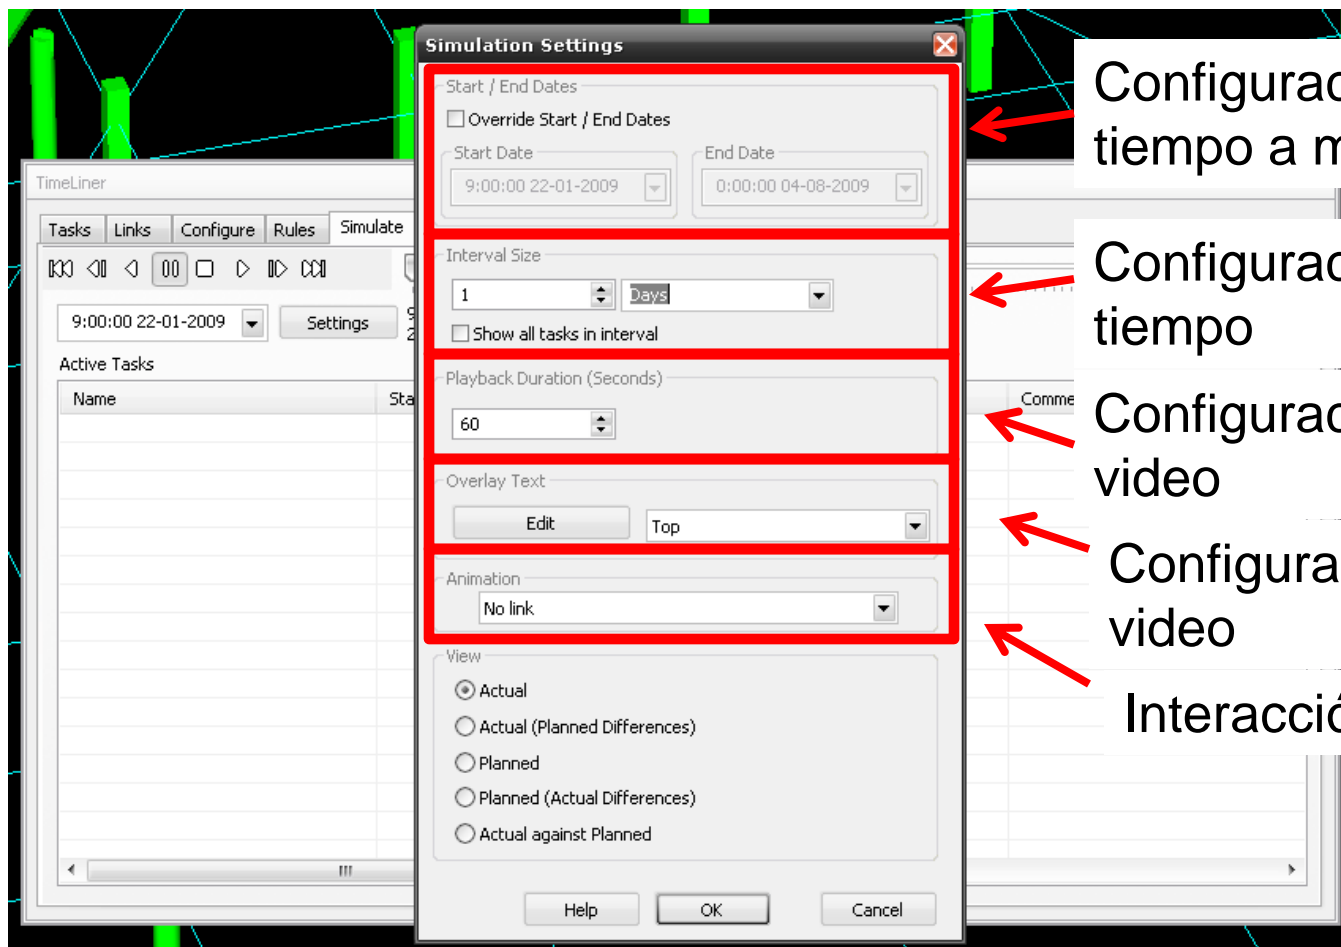 Simulation Settings
Start / End Dates
Override Start / End Dates
Start Date
End Date
9:00:00 22-01-2009
0:00:00 04-08-2009
Interval Size
1
Days
Show all tasks in interval
Playback Duration (Seconds)
60
Overlay Text
Edit
Top
Animation
No link
View
Actual
Actual (Planned Differences)
Planned
Planned (Actual Differences)
Actual against Planned
Help
OK
Cancel
TimeLiner
Tasks
Links
Configure
Rules
Simulate
9:00:00 22-01-2009
Settings
Active Tasks
Name
Sta
Comme
tiempo a
tiempo
video
video